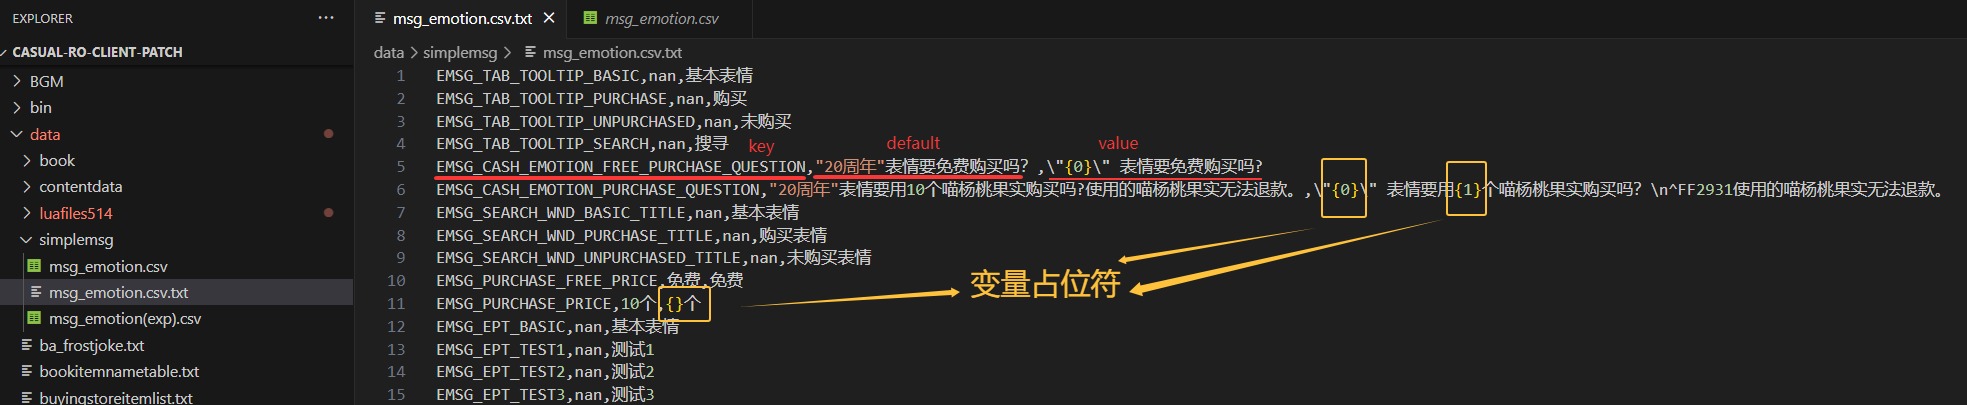 EXPLORER
CASUAL-RO-CLIENT-PATCH
BGM
bin
data
book
contentdata
luafiles514
simplemsg
msg_emotion.csv
msg_emotion.csv.txt
msg_emotion(exp).csv
ba_frostjoke.txt
bookitemnametable.txt
buyingstoreitemlist.txt
msg_emotion.csv.txt
msg_emotion.csv
data > simplemsg > msg_emotion.csv.txt
1 EMSG_TAB_TOOLTIP_BASIC,nan,基本表情
2 EMSG_TAB_TOOLTIP_PURCHASE,nan,购买
3 EMSG_TAB_TOOLTIP_UNPURCHASED,nan,未购买
4 EMSG_TAB_TOOLTIP_SEARCH,nan,搜寻
key
default
value
5 EMSG_CASH_EMOTION_FREE_PURCHASE_QUESTION,"20周年"表情要免费购买吗? ,\"{0}\" 表情要免费购买吗?
6 EMSG_CASH_EMOTION_PURCHASE_QUESTION,"20周年"表情要用10个喵杨桃果实购买吗?使用的喵杨桃果实无法退款。,\"{0}\" 表情要用{1}个喵杨桃果实购买吗? \n^FF2931使用的喵杨桃果实无法退款。
7 EMSG_SEARCH_WND_BASIC_TITLE,nan,基本表情
8 EMSG_SEARCH_WND_PURCHASE_TITLE,nan,购买表情
9 EMSG_SEARCH_WND_UNPURCHASED_TITLE,nan,未购买表情
10 EMSG_PURCHASE_FREE_PRICE,免费,免费
11 EMSG_PURCHASE_PRICE,10个,{}个
变量占位符
12 EMSG_EPT_BASIC,nan,基本表情
13 EMSG_EPT_TEST1,nan,测试1
14 EMSG_EPT_TEST2,nan,测试2
15 EMSG_EPT_TEST3,nan,测试3